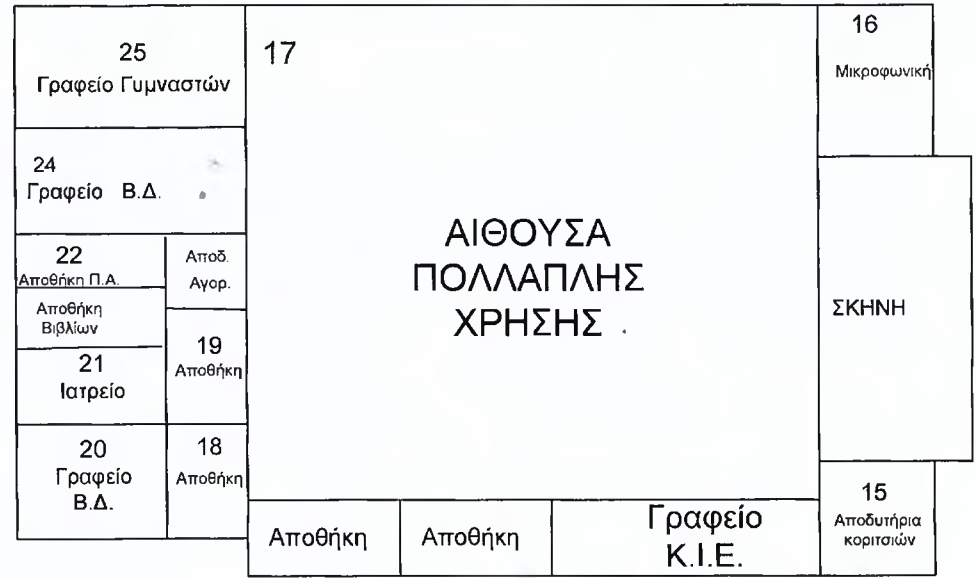 25
Γραφείο Γυμναστών
24
Γραφείο Β.Δ.
22
Αποθήκη Π.Α.
Αποθήκη
Βιβλίων
21
Ιατρείο
20
Γραφείο
Β.Δ.
Αποδ.
Αγορ.
19
Αποθήκη
18
Αποθήκη
17
ΑΙΘΟΥΣΑ
ΠΟΛΛΑΠΛΗΣ
ΧΡΗΣΗΣ
Αποθήκη
Αποθήκη
Γραφείο
Κ.Ι.Ε.
16
Μικροφωνική
ΣΚΗΝΗ
15
Αποδυτήρια
κοριτσιών